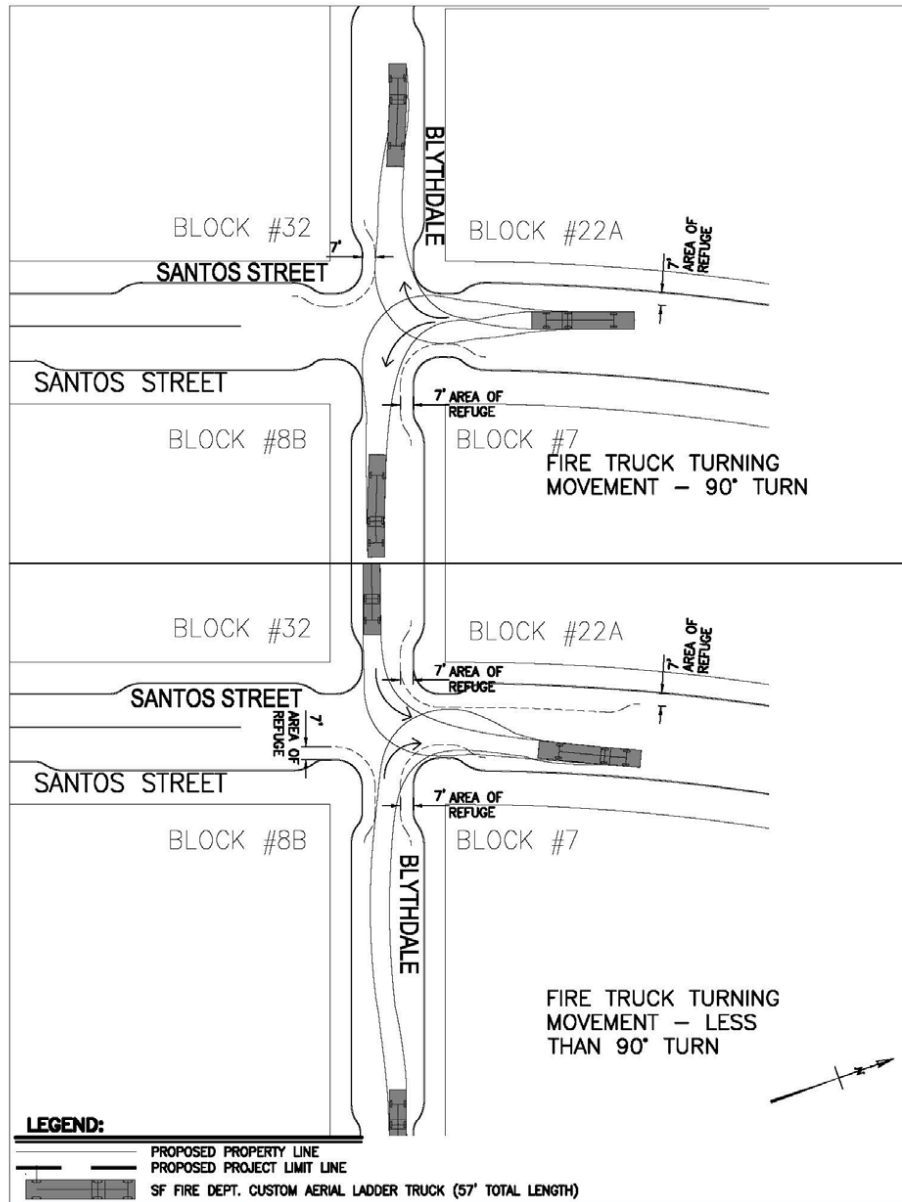 BLYTHDALE
BLOCK #32
BLOCK #22A
7'
SANTOS STREET
7'
AREA OF
REFUGE
SANTOS STREET
7' AREA OF
REFUGE
BLOCK #8B
BLOCK #7
FIRE TRUCK TURNING
MOVEMENT – 90° TURN
BLOCK #32
BLOCK #22A
7' AREA OF
REFUGE
7'
AREA OF
REFUGE
SANTOS STREET
7'
AREA OF
REFUGE
SANTOS STREET
7' AREA OF
REFUGE
BLOCK #8B
BLOCK #7
BLYTHDALE
FIRE TRUCK TURNING
MOVEMENT – LESS
THAN 90° TURN
N
LEGEND:
PROPOSED PROPERTY LINE
PROPOSED PROJECT LIMIT LINE
SF FIRE DEPT. CUSTOM AERIAL LADDER TRUCK (57' TOTAL LENGTH)